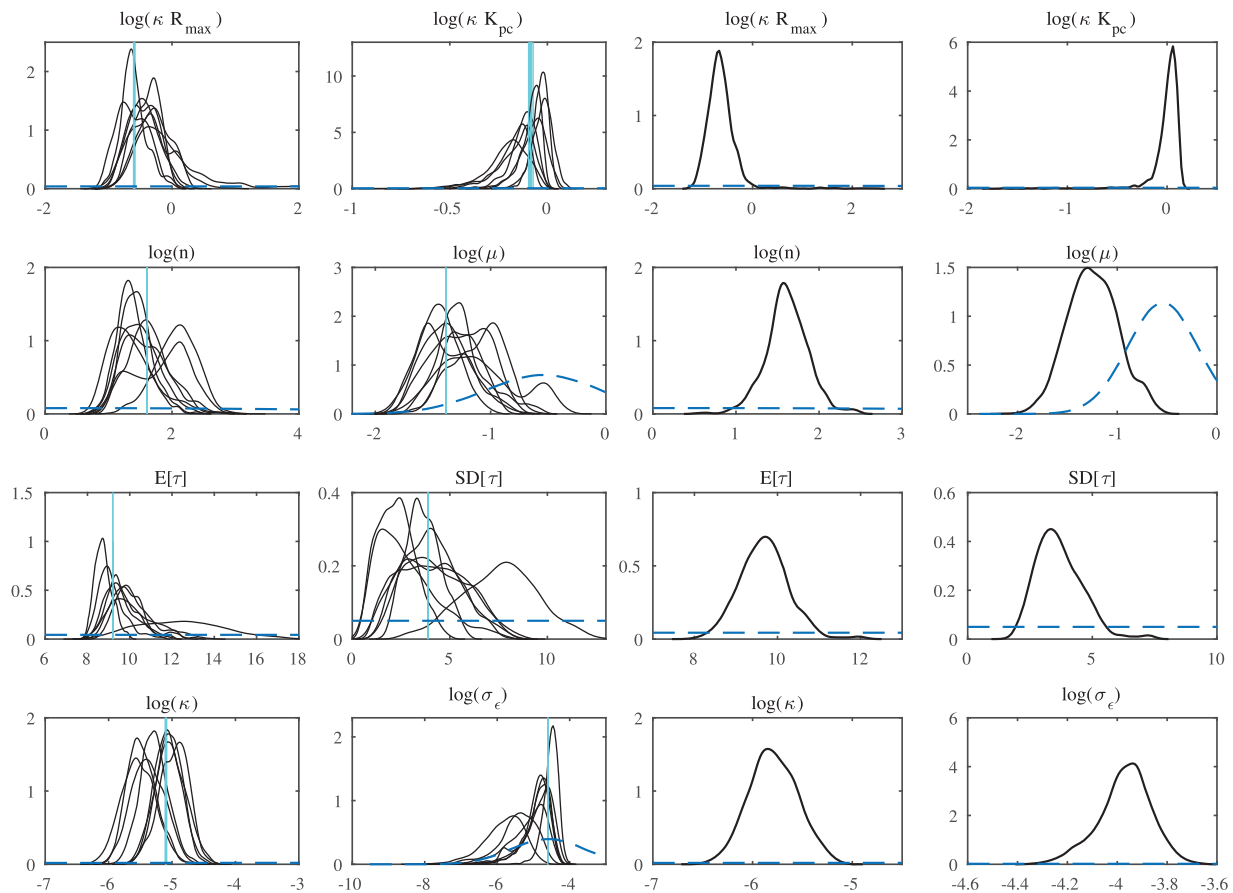 log(κ R_max) log(κ K_pc) log(κ R_max) log(κ K_pc)
2 1 0 10 5 0 2 1 0 6 4 2 0
-2 0 2 -1 -0.5 0 -2 0 2 -2 -1 0
log(n) log(μ) log(n) log(μ)
2 1 0 3 2 1 0 2 1 0 1.5 1 0.5 0
0 2 4 -2 -1 0 0 1 2 3 -2 -1 0
E[τ] SD[τ] E[τ] SD[τ]
1.5 1 0.5 0 0.4 0.2 0 1 0.5 0 0.6 0.4 0.2 0
6 8 10 12 14 16 18 0 5 10 8 10 12 0 5 10
log(κ) log(σ_ϵ) log(κ) log(σ_ϵ)
2 1 0 2 1 0 2 1 0 6 4 2 0
-7 -6 -5 -4 -3 -10 -8 -6 -4 -7 -6 -5 -4.6 -4.4 -4.2 -4 -3.8 -3.6